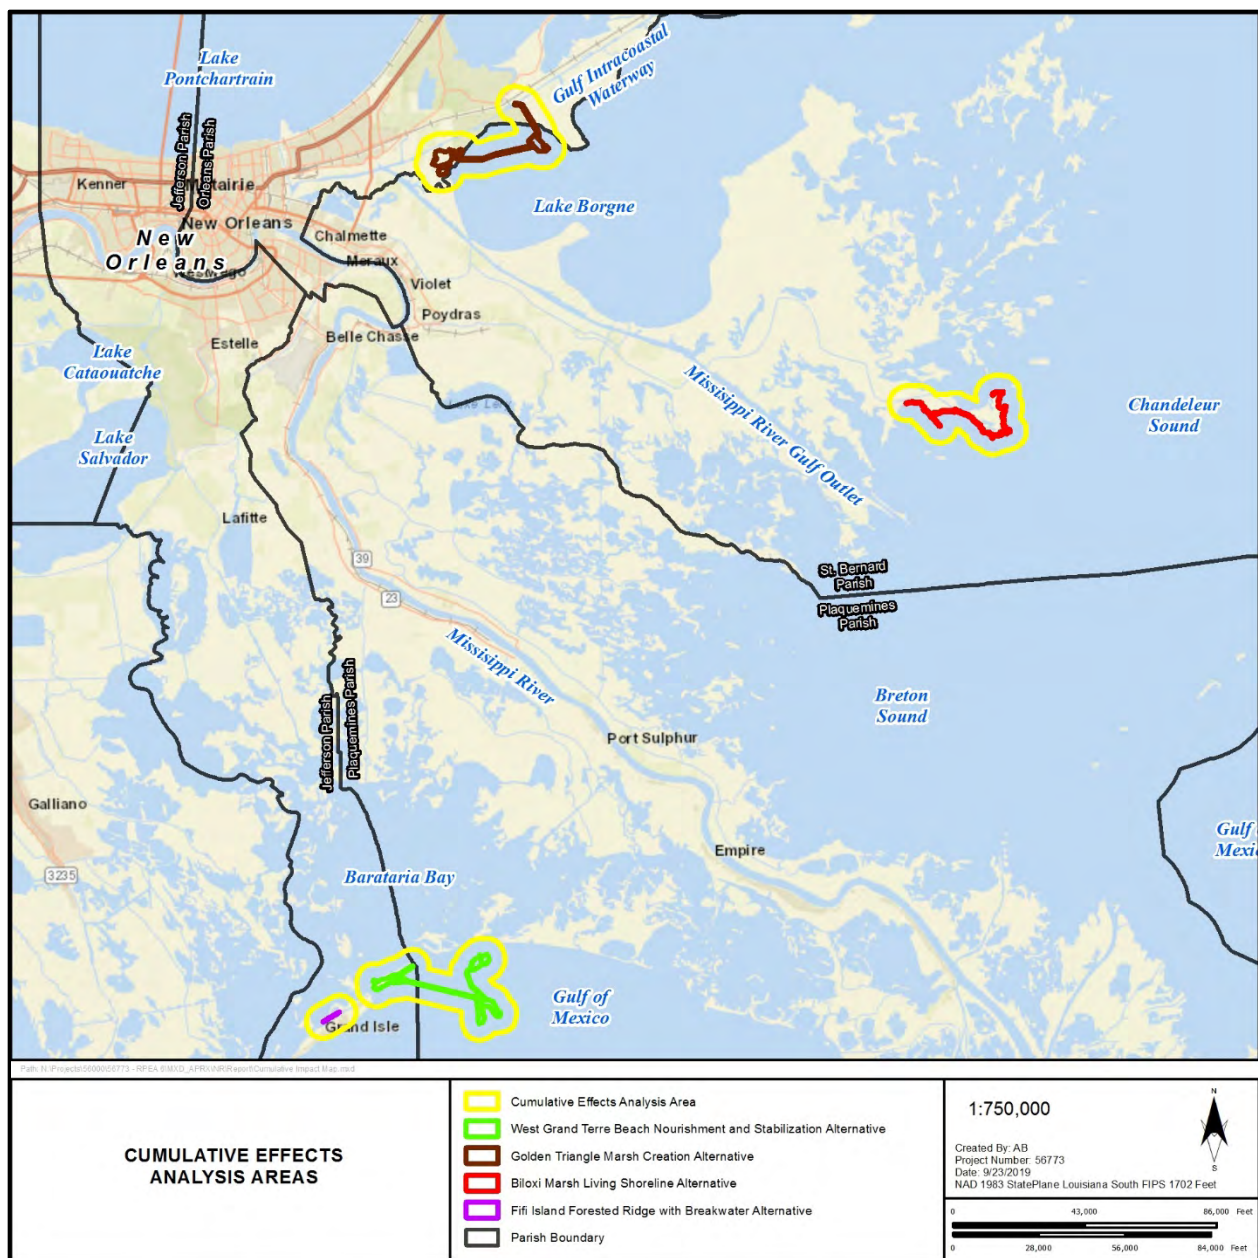 Lake
Pontchartrain
Gulf Intracoastal
Waterway
Jefferson Parish
Orleans Parish
Kenner
Lake Borgne
New Orleans
Chalmette
New
Orleans
Meraux
Violet
Poydras
Estelle
Belle Chasse
Lake
Cataouatche
Lake
Salvador
Mississippi River Gulf Outlet
Chandeleur
Sound
Lafitte
39
23
St. Bernard
Parish
Plaquemines
Parish
Mississippi River
Jefferson Parish
Plaquemines Parish
Breton
Sound
Port Sulphur
Galliano
Empire
Gulf
Mexic
3235
Barataria Bay
Gulf of
Mexico
Grand Isle
CUMULATIVE EFFECTS
ANALYSIS AREAS
Cumulative Effects Analysis Area
West Grand Terre Beach Nourishment and Stabilization Alternative
Golden Triangle Marsh Creation Alternative
Biloxi Marsh Living Shoreline Alternative
Fifi Island Forested Ridge with Breakwater Alternative
Parish Boundary
1:750,000
N
S
Created By: AB
Project Number: 56773
Date: 9/23/2019
NAD 1983 StatePlane Louisiana South FIPS 1702 Feet
0 43,000 86,000 Feet
0 28,000 56,000 84,000 Feet